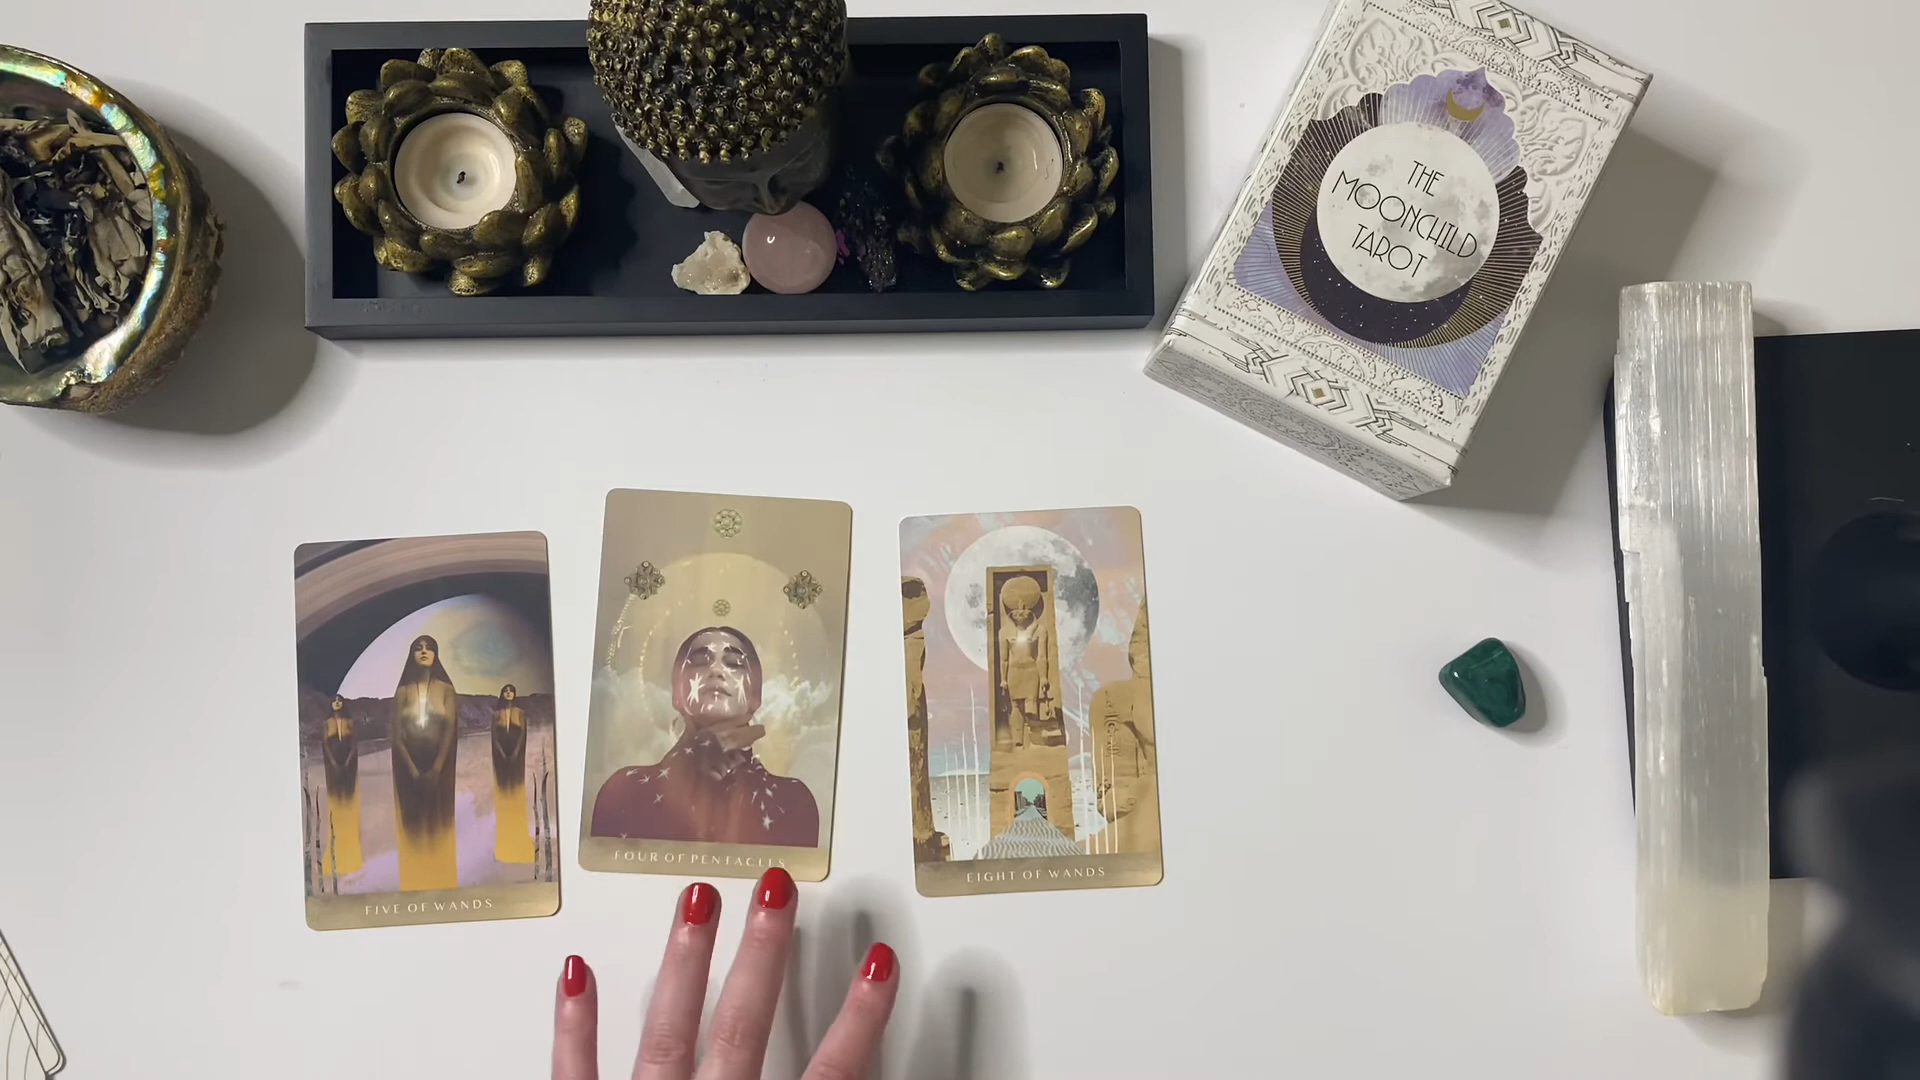 THE
MOONCHILD
TAROT
FIVE OF WANDS
FOUR OF PENTACLES
EIGHT OF WANDS